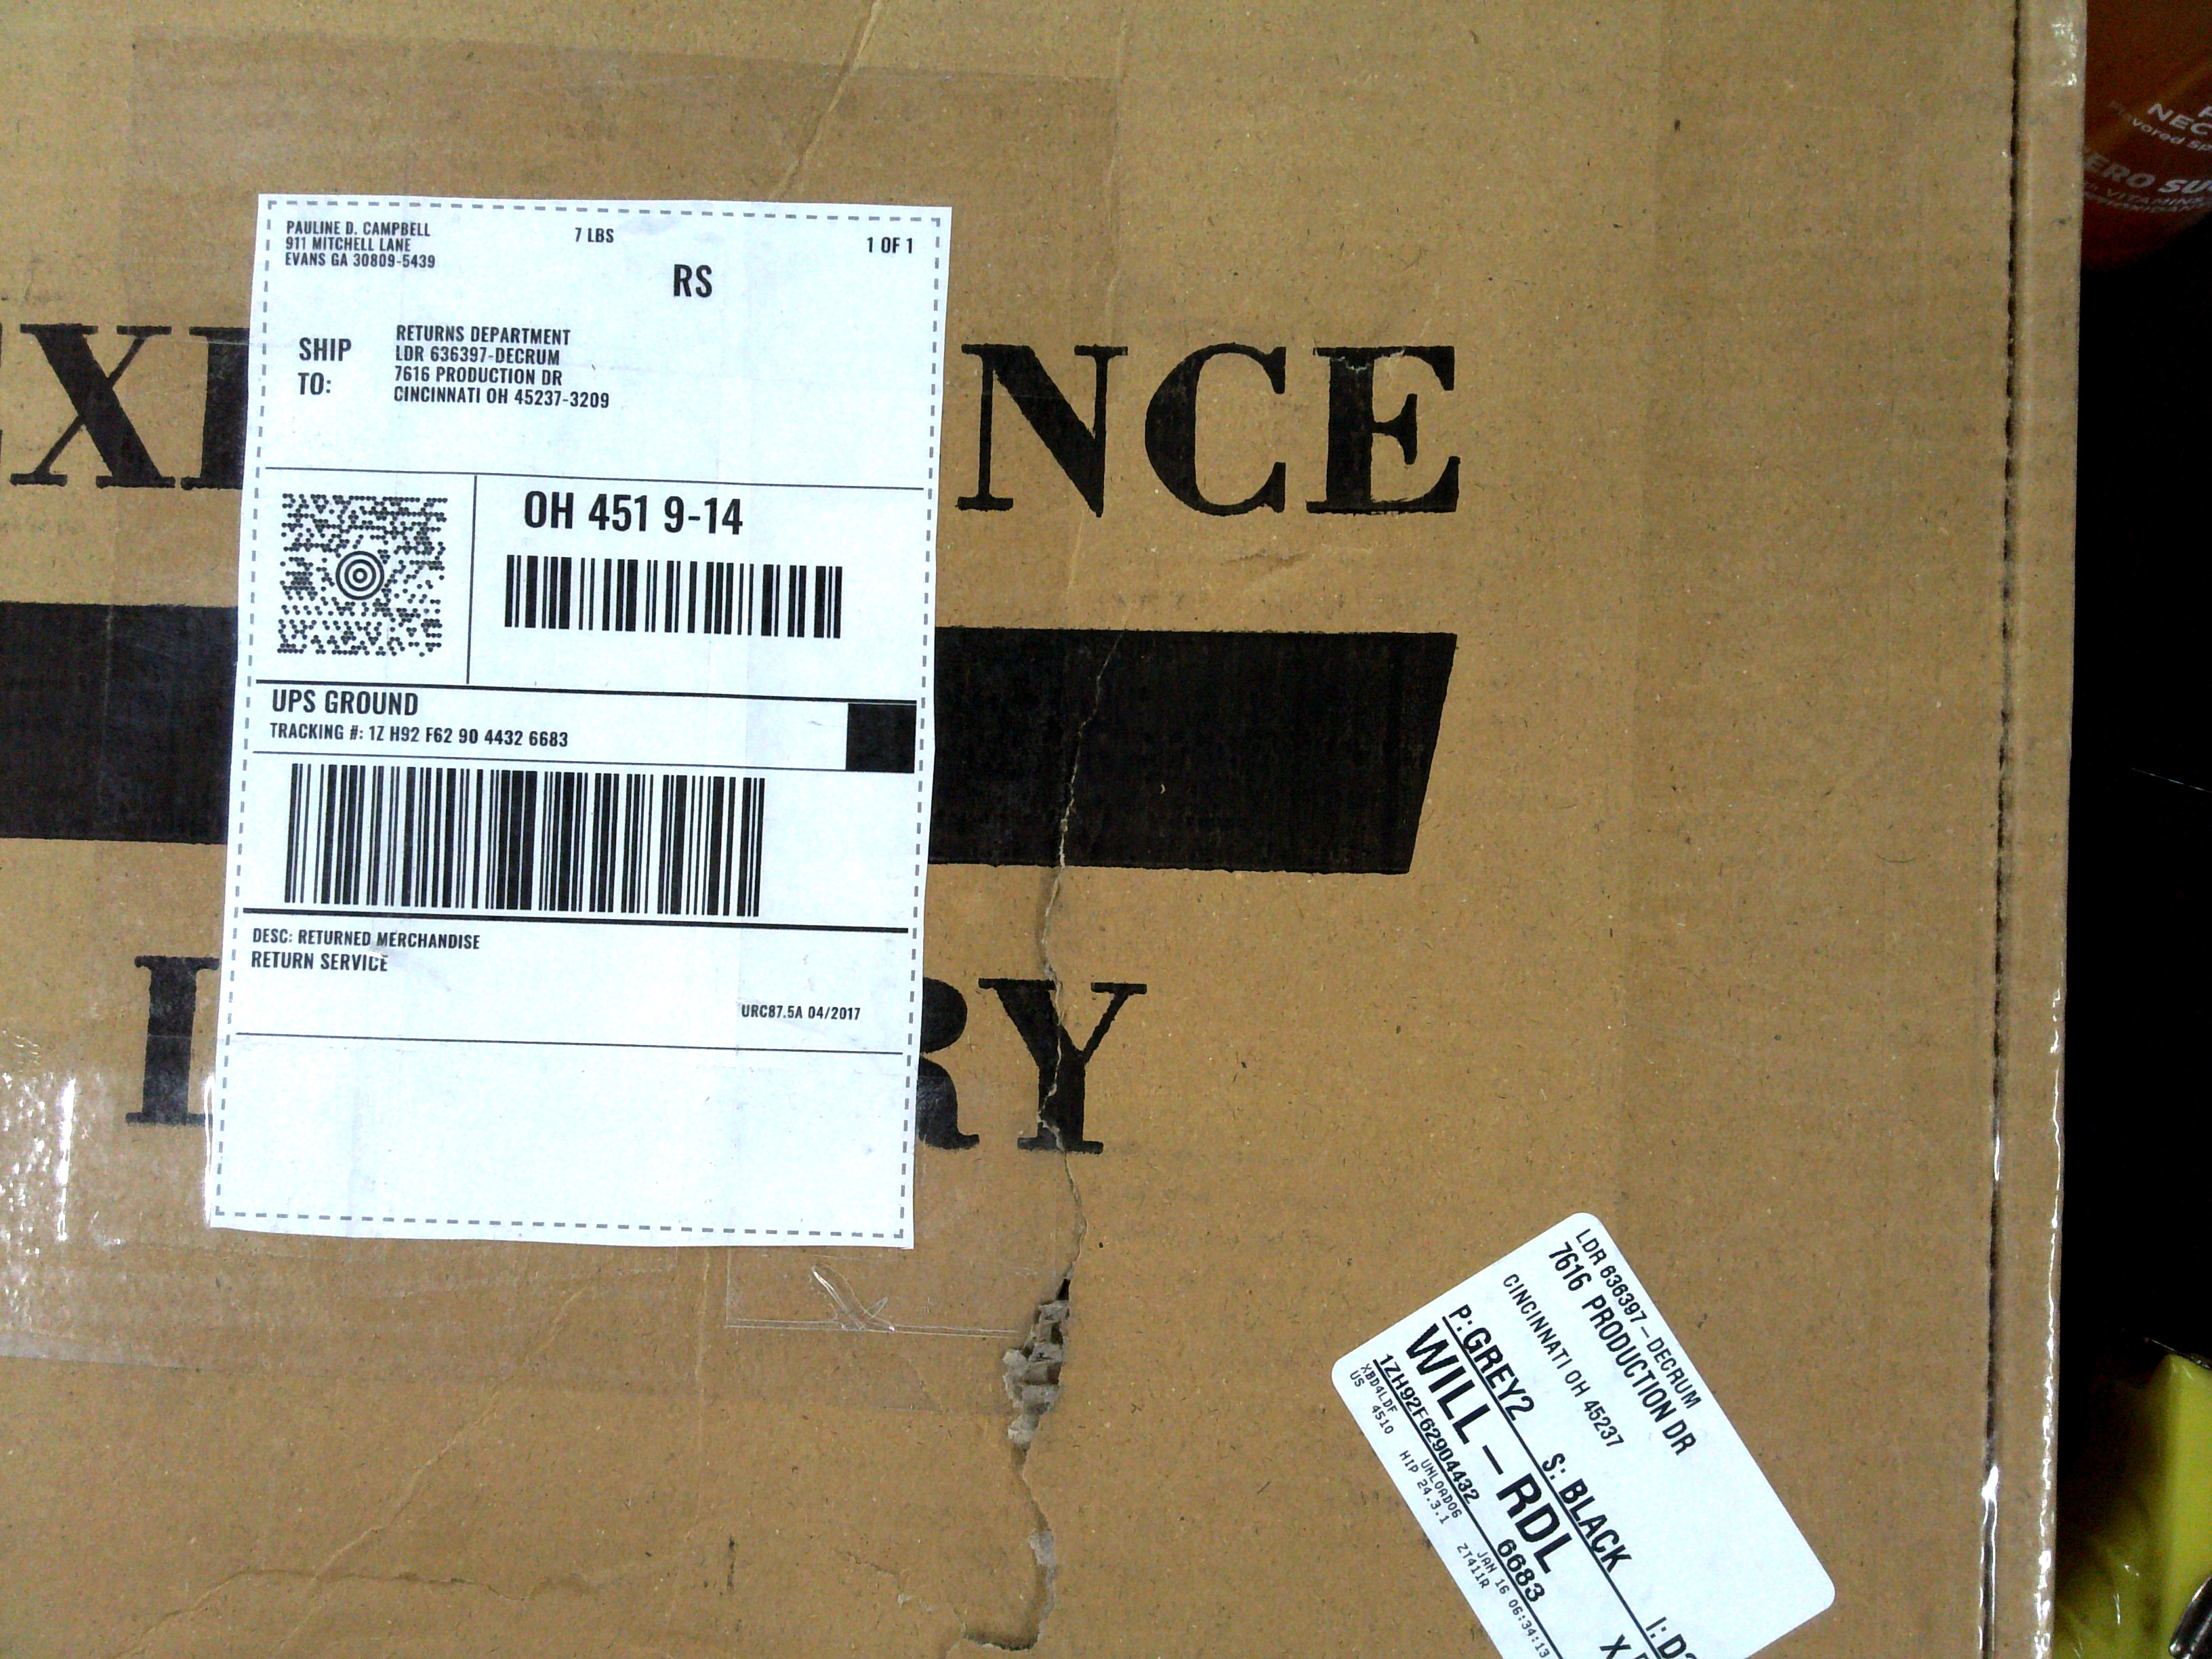 PAULINE D. CAMPBELL
911 MITCHELL LANE
EVANS GA 30809-5439
7 LBS
1 OF 1
RS
SHIP TO:
RETURNS DEPARTMENT
LDR 636397-DECRUM
7616 PRODUCTION DR
CINCINNATI OH 45237-3209
OH 451 9-14
UPS GROUND
TRACKING #: 1Z H92 F62 90 4432 6683
DESC: RETURNED MERCHANDISE
RETURN SERVICE
URC87.5A 04/2017
NCE
RY
LDR 636397-DECRUM
7616 PRODUCTION DR
CINCINNATI OH 45237
P:GREY2 S: BLACK
WILL-RDL
1ZH92F62904432 6683
XBD4LDF UNLOAD06 JAN 16 06:34:13
US 4510 HIP 24.3.1 ZT411R
ERO SU